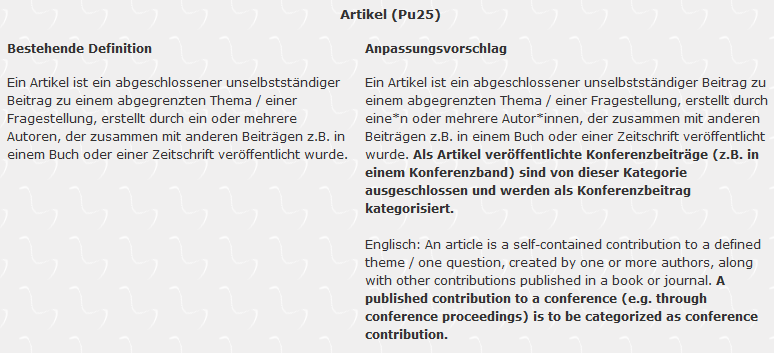 Artikel (Pu25)
Bestehende Definition
Ein Artikel ist ein abgeschlossener unselbstständiger
Beitrag zu einem abgegrenzten Thema / einer
Fragestellung, erstellt durch ein oder mehrere
Autoren, der zusammen mit anderen Beiträgen z.B. in
einem Buch oder einer Zeitschrift veröffentlicht wurde.
Anpassungsvorschlag
Ein Artikel ist ein abgeschlossener unselbstständiger Beitrag zu
einem abgegrenzten Thema / einer Fragestellung, erstellt durch
eine*n oder mehrere Autor*innen, der zusammen mit anderen
Beiträgen z.B. in einem Buch oder einer Zeitschrift veröffentlicht
wurde. Als Artikel veröffentlichte Konferenzbeiträge (z.B. in
einem Konferenzband) sind von dieser Kategorie
ausgeschlossen und werden als Konferenzbeitrag
kategorisiert.
Englisch: An article is a self-contained contribution to a defined
theme / one question, created by one or more authors, along
with other contributions published in a book or journal. A
published contribution to a conference (e.g. through
conference proceedings) is to be categorized as conference
contribution.